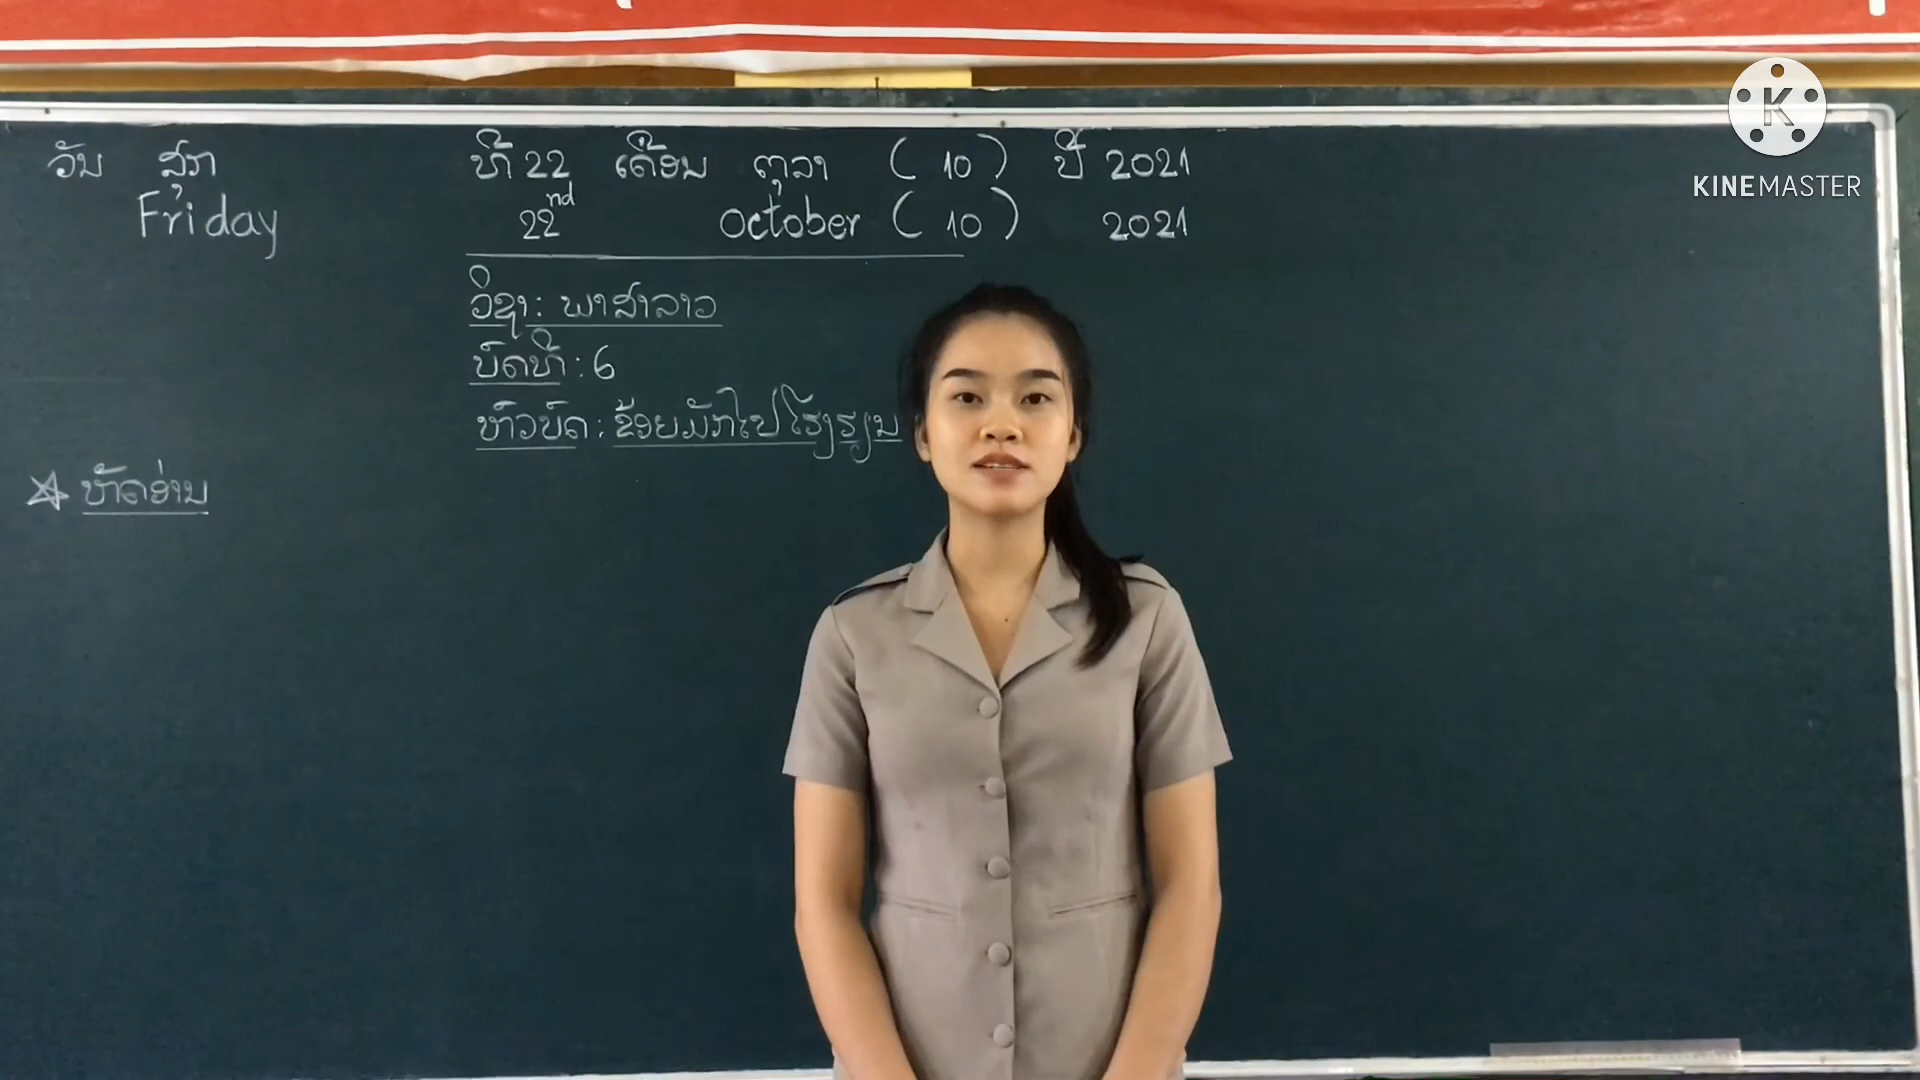 ວັນ ສຸກ ທີ 22 ເດືອນ ຕຸລາ ( 10 ) ປີ 2021
Friday 22nd October ( 10 ) 2021
ວິຊາ: ພາສາລາວ
ບົດທີ : 6
ຫົວບົດ : ຂ້ອຍມັກໄປໂຮງຮຽນ
ຫັດອ່ານ
KINEMASTER